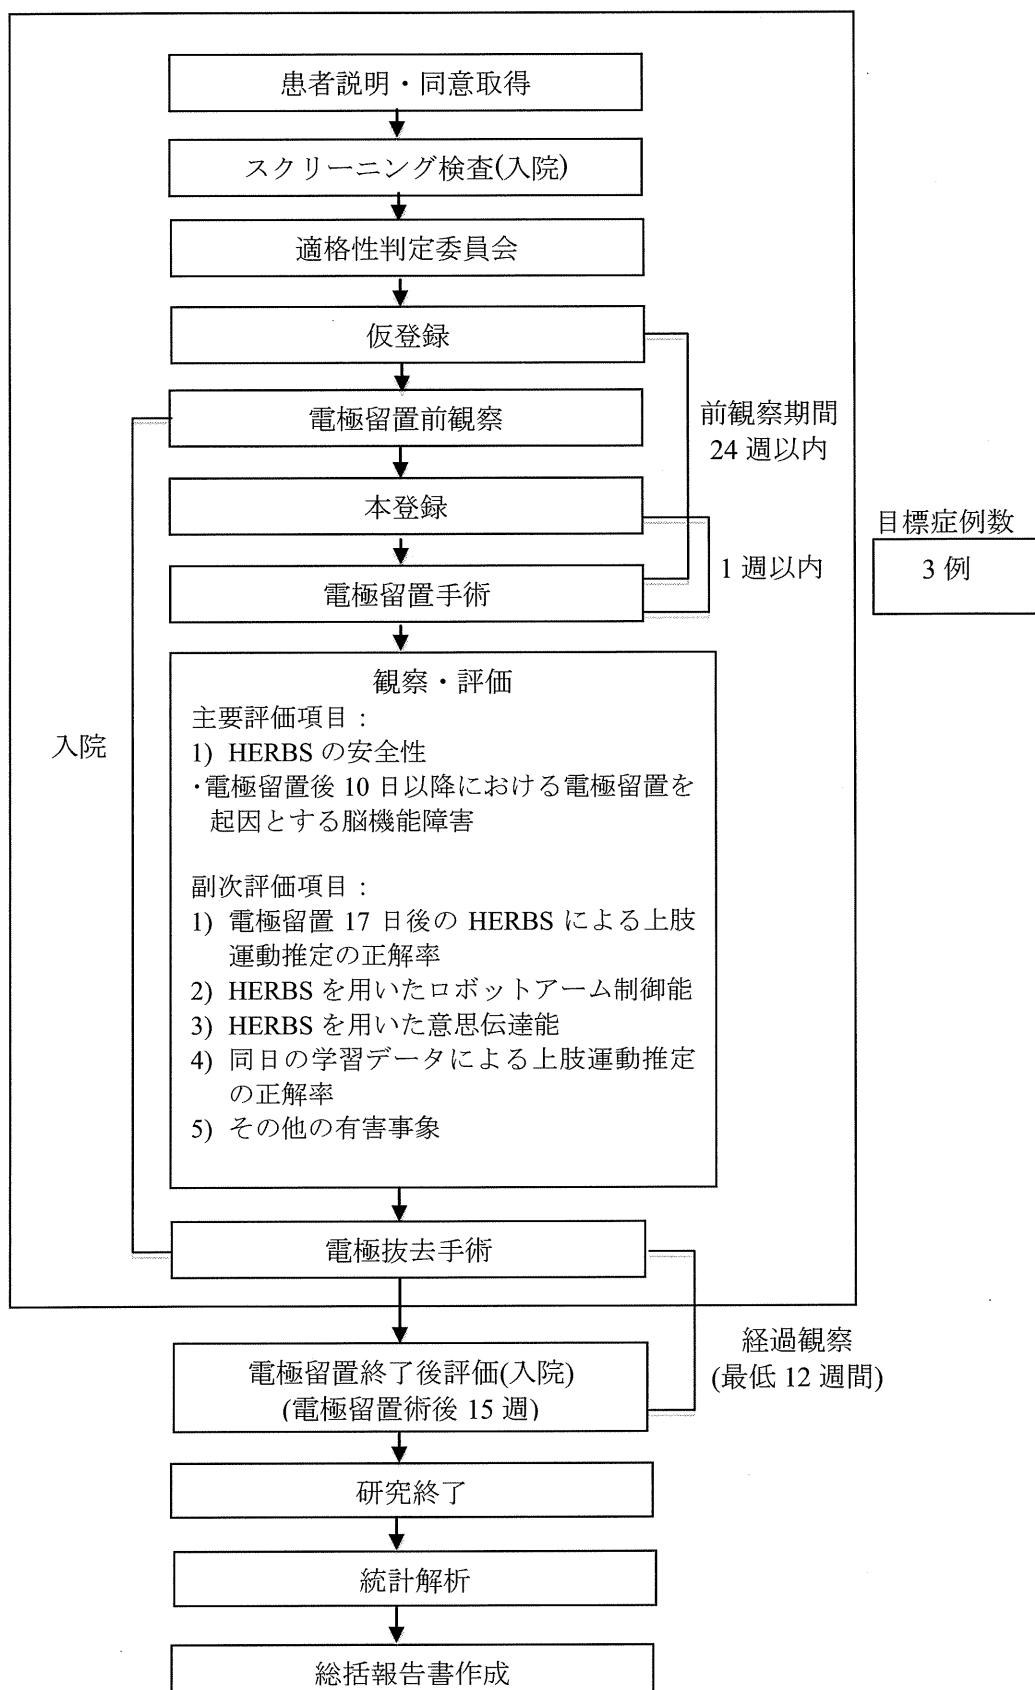 患者説明・同意取得
スクリーニング検査(入院)
適格性判定委員会
仮登録
電極留置前観察
前観察期間
24 週以内
本登録
目標症例数
3 例
1 週以内
電極留置手術
観察・評価
主要評価項目：
1) HERBS の安全性
・電極留置後 10 日以降における電極留置を
起因とする脳機能障害
入院
副次評価項目：
1) 電極留置 17 日後の HERBS による上肢
運動推定の正解率
2) HERBS を用いたロボットアーム制御能
3) HERBS を用いた意思伝達能
4) 同日の学習データによる上肢運動推定
の正解率
5) その他の有害事象
電極抜去手術
経過観察
(最低 12 週間)
電極留置終了後評価(入院)
(電極留置術後 15 週)
研究終了
統計解析
総括報告書作成